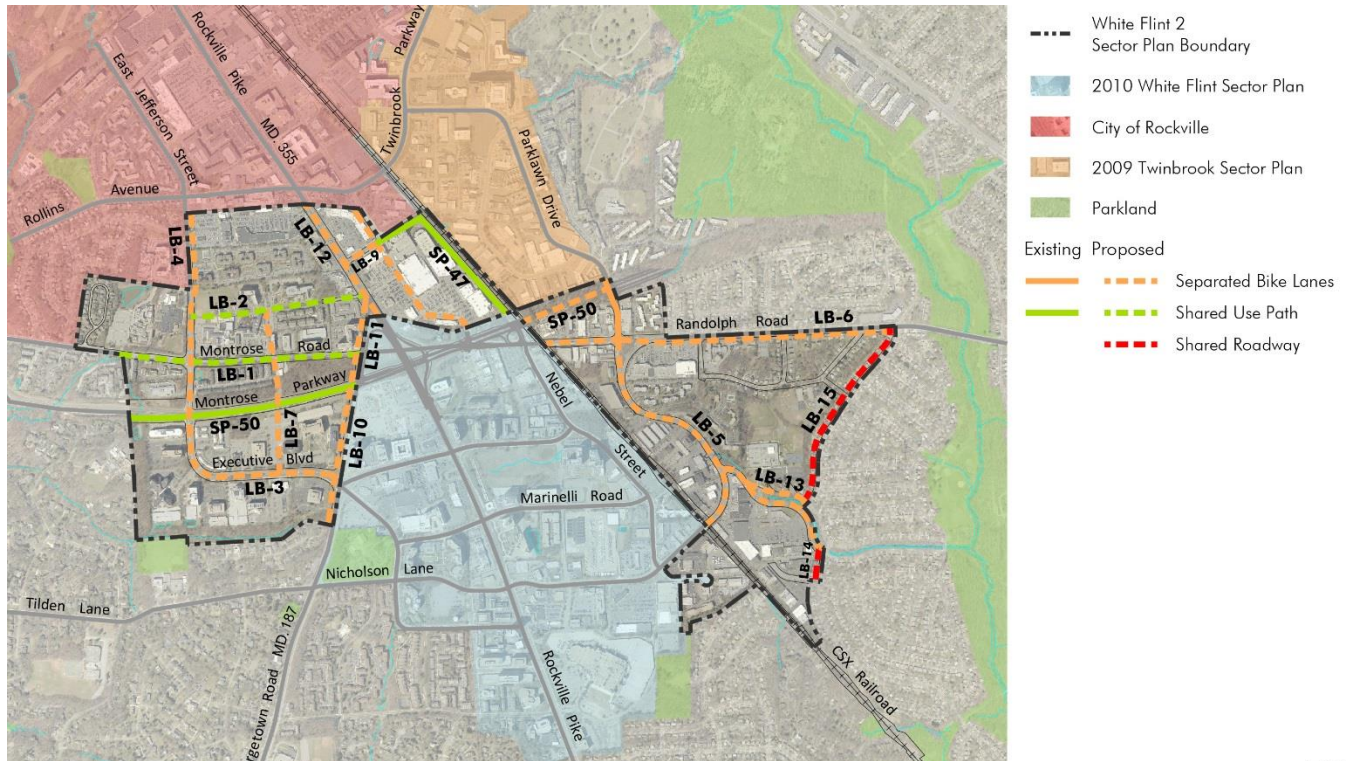 Rockville Pike
MD. 355
East Jefferson Street
Twinbrook Parkway
Parklawn Drive
Rollins Avenue
LB-4
LB-12
LB-9
SP-47
LB-2
LB-11
SP-50
Randolph Road
LB-6
Montrose Road
LB-1
Montrose Parkway
SP-50
LB-7
LB-10
Executive Blvd
LB-3
Nebel Street
LB-5
LB-15
LB-13
LB-14
Marinelli Road
Nicholson Lane
Tilden Lane
rgetown Road MD. 187
Rockville Pike
CSX Railroad
White Flint 2
Sector Plan Boundary
2010 White Flint Sector Plan
City of Rockville
2009 Twinbrook Sector Plan
Parkland
Existing Proposed
Separated Bike Lanes
Shared Use Path
Shared Roadway